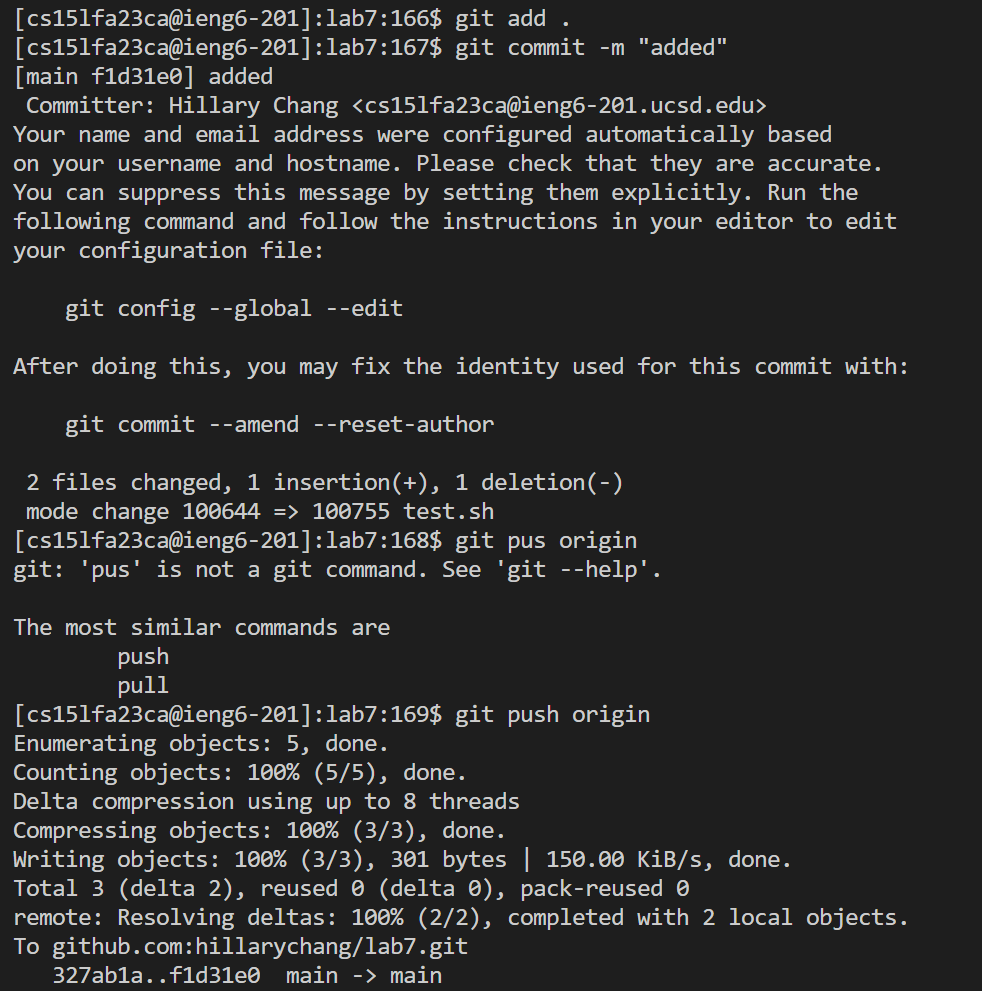 [cs15lfa23ca@ieng6-201]:lab7:166$ git add .
[cs15lfa23ca@ieng6-201]:lab7:167$ git commit -m "added"
[main f1d31e0] added
 Committer: Hillary Chang <cs15lfa23ca@ieng6-201.ucsd.edu>
Your name and email address were configured automatically based
on your username and hostname. Please check that they are accurate.
You can suppress this message by setting them explicitly. Run the
following command and follow the instructions in your editor to edit
your configuration file:

    git config --global --edit

After doing this, you may fix the identity used for this commit with:

    git commit --amend --reset-author

 2 files changed, 1 insertion(+), 1 deletion(-)
 mode change 100644 => 100755 test.sh
[cs15lfa23ca@ieng6-201]:lab7:168$ git pus origin
git: 'pus' is not a git command. See 'git --help'.

The most similar commands are
        push
        pull
[cs15lfa23ca@ieng6-201]:lab7:169$ git push origin
Enumerating objects: 5, done.
Counting objects: 100% (5/5), done.
Delta compression using up to 8 threads
Compressing objects: 100% (3/3), done.
Writing objects: 100% (3/3), 301 bytes | 150.00 KiB/s, done.
Total 3 (delta 2), reused 0 (delta 0), pack-reused 0
remote: Resolving deltas: 100% (2/2), completed with 2 local objects.
To github.com:hillarychang/lab7.git
   327ab1a..f1d31e0  main -> main